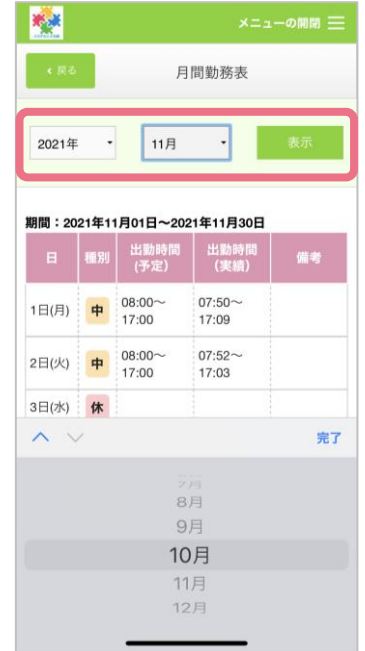 メニューの開閉
戻る
月間勤務表
2021年 11月 表示
期間:2021年11月01日〜2021年11月30日
日 種別 出勤時間 出勤時間 備考
(予定) (実績)
1日(月) 中 08:00〜 07:50〜
17:00 17:09
2日(火) 中 08:00〜 07:52〜
17:00 17:03
3日(水) 休
完了
7月
8月
9月
10月
11月
12月